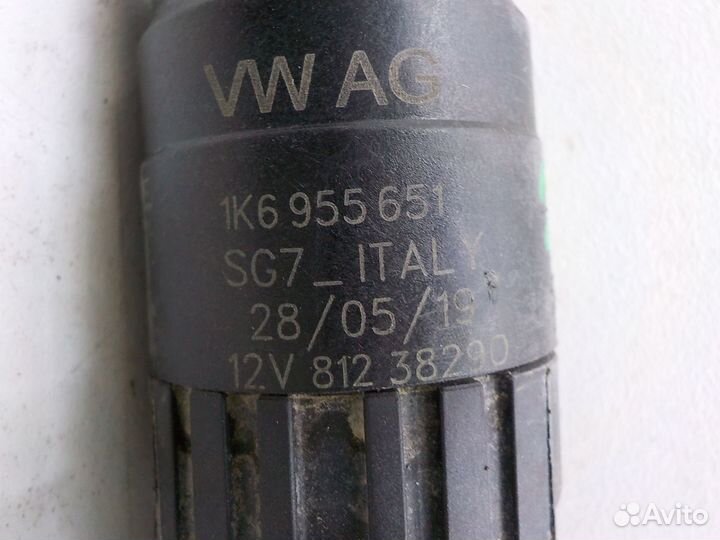 VW AG
1K6 955 651
SG7_ITALY
28/05/19
12V 812 38290
Avito